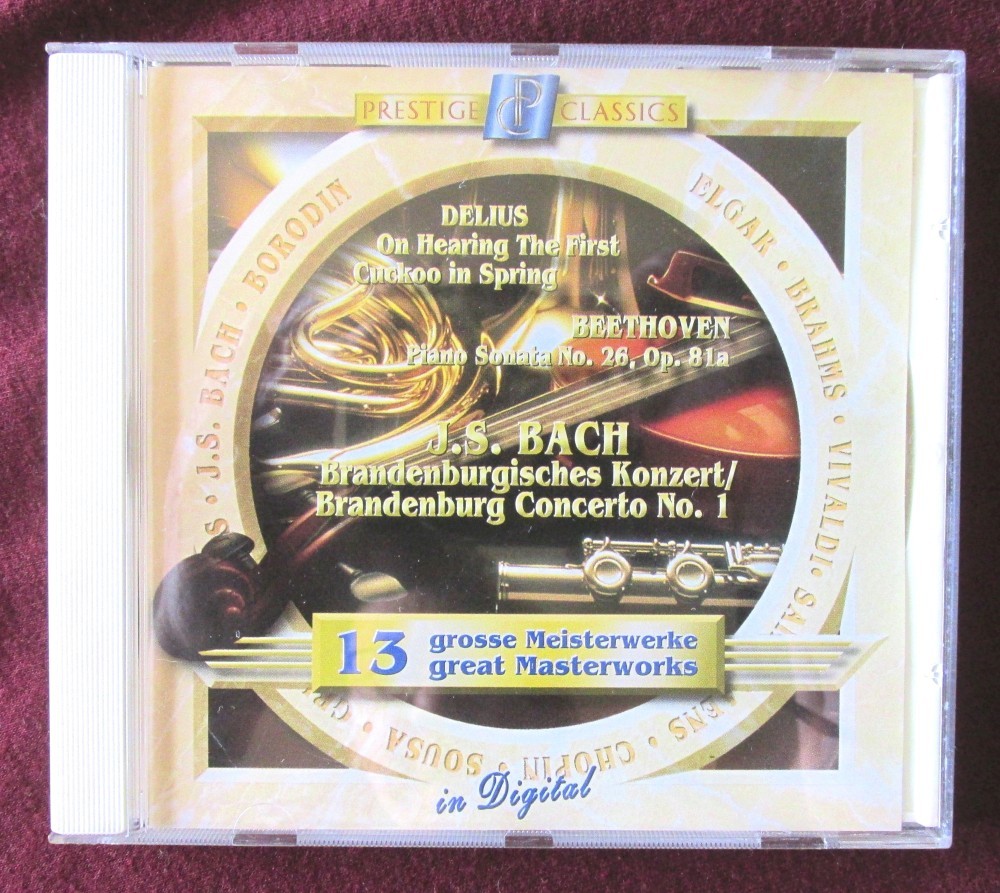 PRESTIGE PC CLASSICS
DELIUS
On Hearing The First
Cuckoo in Spring
BEETHOVEN
Piano Sonata No. 26, Op. 81a
J.S. BACH
Brandenburgisches Konzert/
Brandenburg Concerto No. 1
13 grosse Meisterwerke
great Masterworks
J.S. BACH • BORODIN
ELGAR • BRAHMS • VIVALDI •
CHOPIN • SOUSA •
in Digital